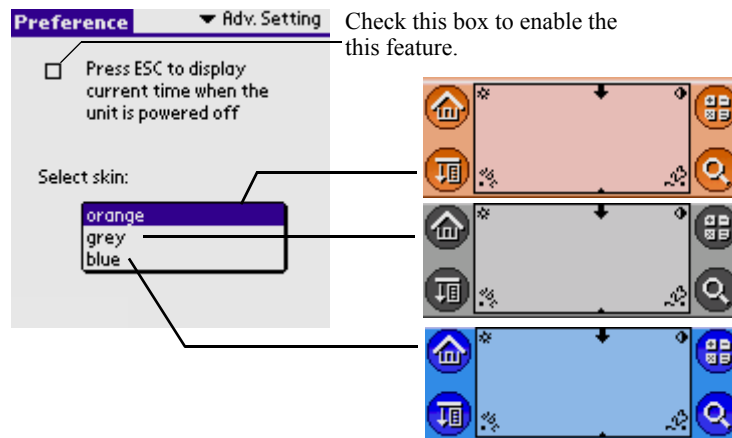 Preference
Adv. Setting
Check this box to enable the
this feature.
Press ESC to display
current time when the
unit is powered off
Select skin:
orange
grey
blue